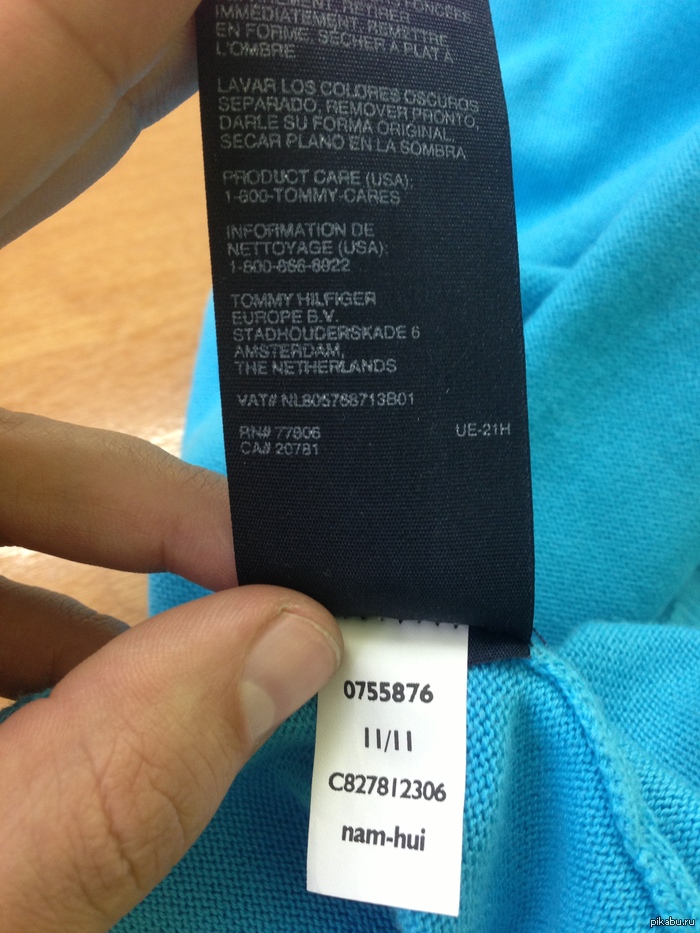 IMMÉDIATEMENT, REMETTRE
EN FORME, SÉCHER À PLAT À
L'OMBRE
LAVAR LOS COLORES OSCUROS
SEPARADO, REMOVER PRONTO,
DARLE SU FORMA ORIGINAL,
SECAR PLANO EN LA SOMBRA
PRODUCT CARE (USA):
1-800-TOMMY-CARES
INFORMATION DE
NETTOYAGE (USA):
1-800-866-6922
TOMMY HILFIGER
EUROPE B.V.
STADHOUDERSKADE 6
AMSTERDAM,
THE NETHERLANDS
VAT# NL805768713B01
RN# 77806 UE-21H
CA# 20781
0755876
11/11
C827812306
nam-hui
pikabu.ru